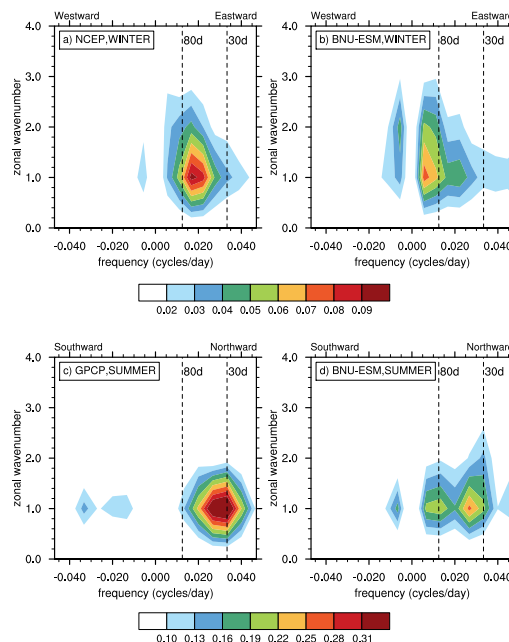 Westward Eastward Westward Eastward
a) NCEP,WINTER 80d 30d b) BNU-ESM,WINTER 80d 30d
zonal wavenumber zonal wavenumber
4.0 4.0
3.0 3.0
2.0 2.0
1.0 1.0
0.0 0.0
-0.040 -0.020 0.000 0.020 0.040 -0.040 -0.020 0.000 0.020 0.040
frequency (cycles/day) frequency (cycles/day)
0.02 0.03 0.04 0.05 0.06 0.07 0.08 0.09
Southward Northward Southward Northward
c) GPCP,SUMMER 80d 30d d) BNU-ESM,SUMMER 80d 30d
zonal wavenumber zonal wavenumber
4.0 4.0
3.0 3.0
2.0 2.0
1.0 1.0
0.0 0.0
-0.040 -0.020 0.000 0.020 0.040 -0.040 -0.020 0.000 0.020 0.040
frequency (cycles/day) frequency (cycles/day)
0.10 0.13 0.16 0.19 0.22 0.25 0.28 0.31